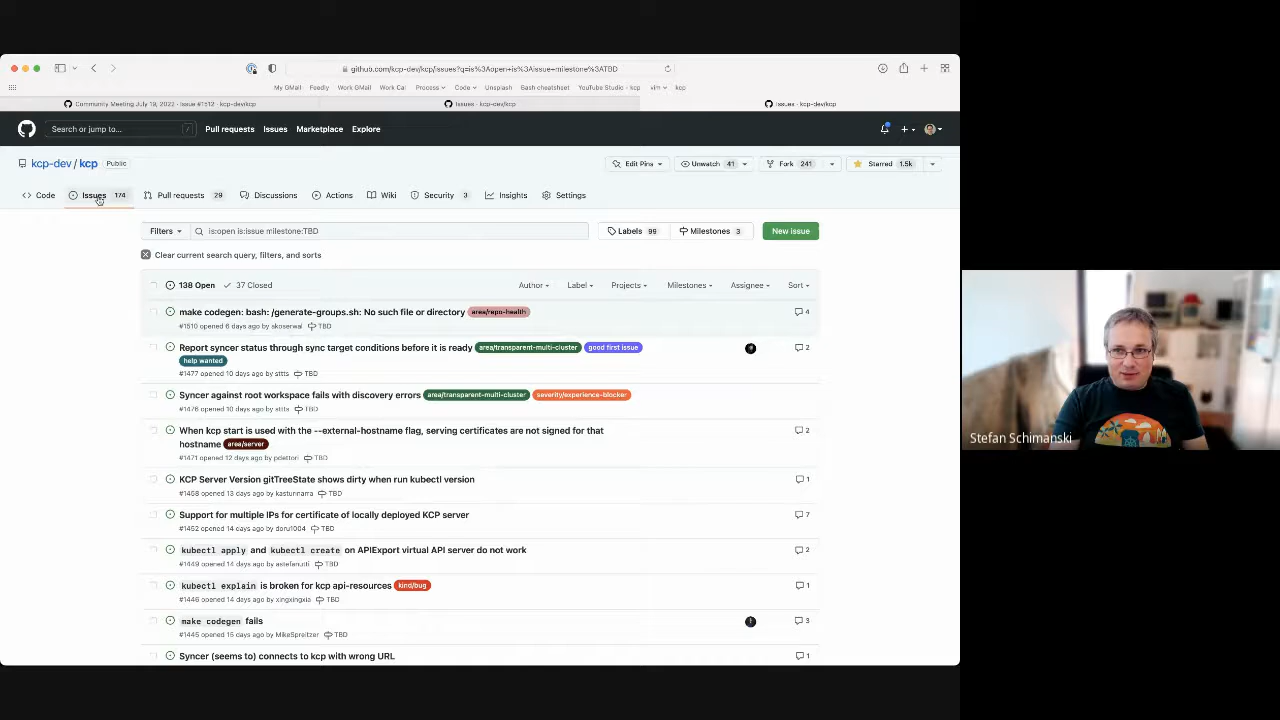 github.com/kcp-dev/kcp/issues?q=is%3Aopen+is%3Aissue+milestone%3ATBD
My GMail Feedly Work GMail Work Cal Process Code Unsplash Bash cheatsheet YouTube Studio - kcp vim kcp
Community Meeting July 19, 2022 · Issue #1512 · kcp-dev/kcp
Issues · kcp-dev/kcp
Issues · kcp-dev/kcp
Search or jump to... /
Pull requests Issues Marketplace Explore
kcp-dev / kcp Public
Edit Pins Unwatch 41 Fork 241 Starred 1.5k
Code Issues 174 Pull requests 29 Discussions Actions Wiki Security 3 Insights Settings
Filters is:open is:issue milestone:TBD Labels 99 Milestones 3 New issue
Clear current search query, filters, and sorts
138 Open 37 Closed Author Label Projects Milestones Assignee Sort
make codegen: bash: /generate-groups.sh: No such file or directory area/repo-health 4
#1510 opened 6 days ago by skoserwal TBD
Report syncer status through sync target conditions before it is ready area/transparent-multi-cluster good first issue 2
help wanted
#1477 opened 10 days ago by sttts TBD
Syncer against root workspace fails with discovery errors area/transparent-multi-cluster severity/experience-blocker
#1476 opened 10 days ago by sttts TBD
When kcp start is used with the --external-hostname flag, serving certificates are not signed for that 2
hostname area/server
#1471 opened 12 days ago by pdettori TBD
KCP Server Version gitTreeState shows dirty when run kubectl version 1
#1458 opened 13 days ago by kasturinarra TBD
Support for multiple IPs for certificate of locally deployed KCP server 7
#1452 opened 14 days ago by doru1004 TBD
kubectl apply and kubectl create on APIExport virtual API server do not work 2
#1449 opened 14 days ago by astefanutti TBD
kubectl explain is broken for kcp api-resources kind/bug 1
#1446 opened 14 days ago by xingxingxia TBD
make codegen fails 3
#1445 opened 15 days ago by MikeSpreitzer TBD
Syncer (seems to) connects to kcp with wrong URL 1
Stefan Schimanski